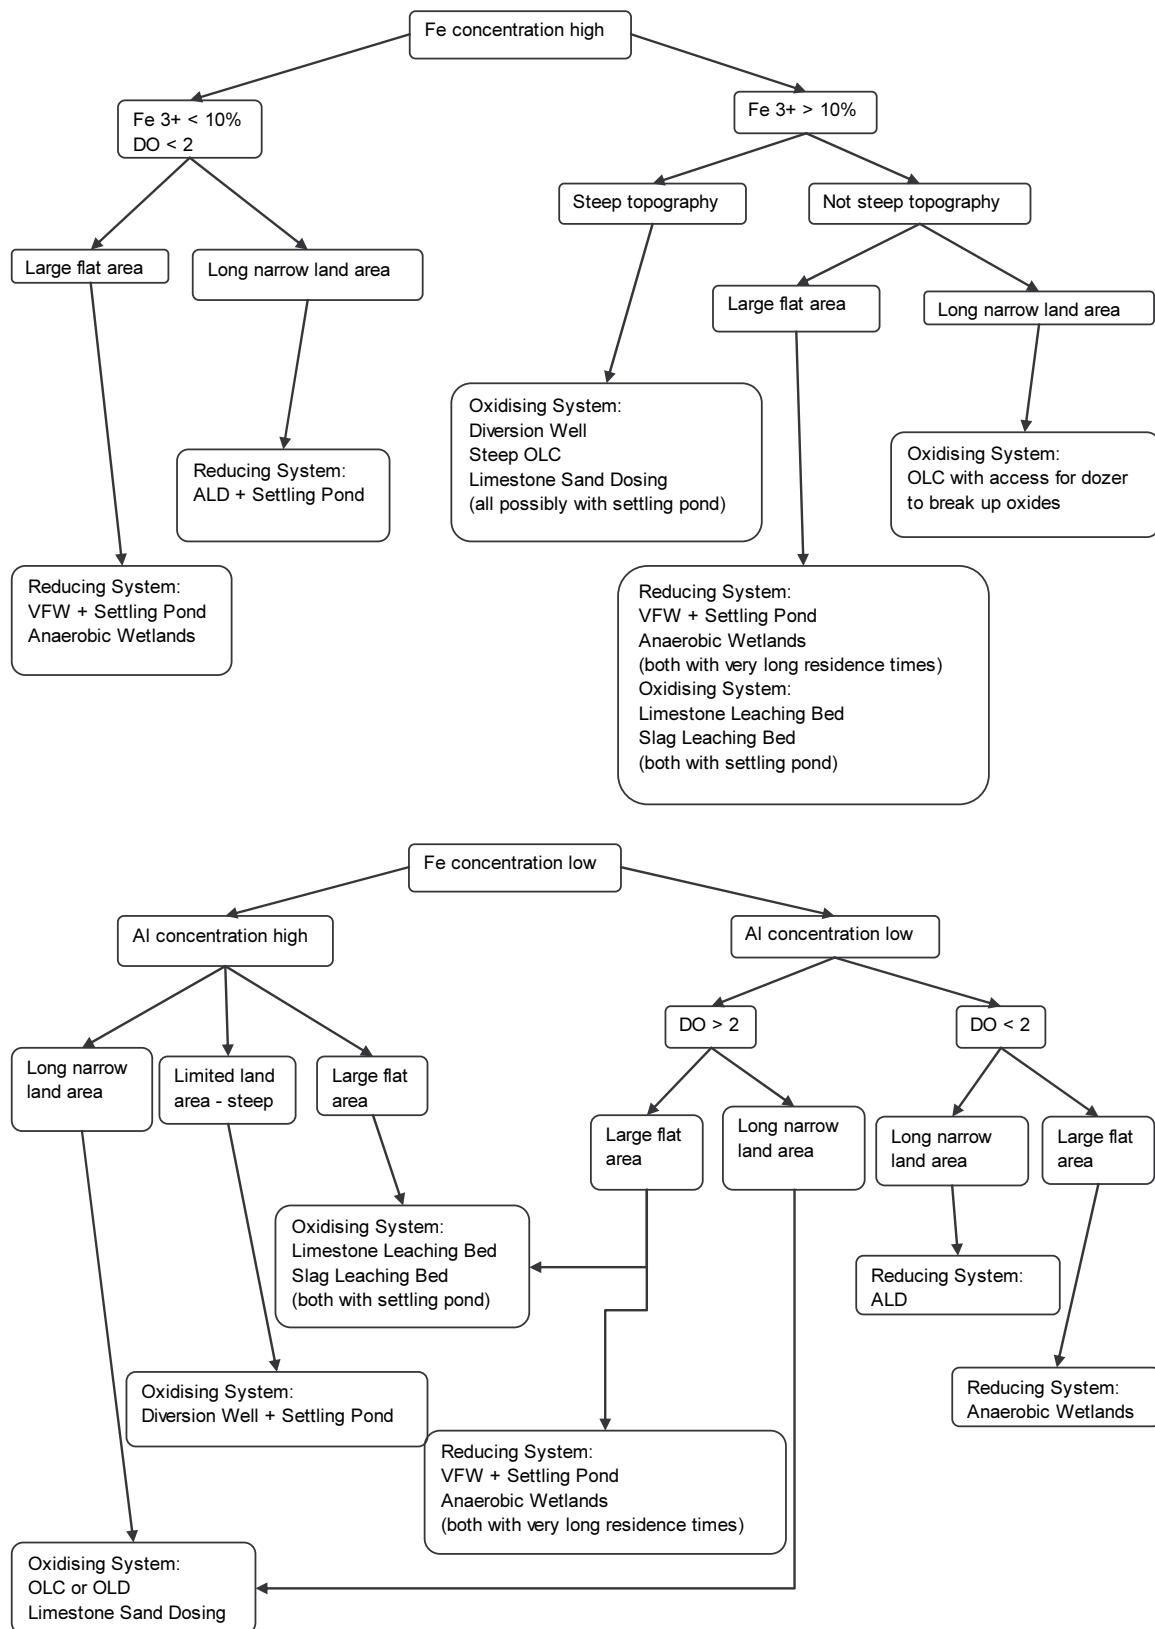 Fe concentration high
Fe 3+ < 10%
DO < 2
Fe 3+ > 10%
Steep topography
Not steep topography
Large flat area
Long narrow land area
Large flat area
Long narrow land area
Oxidising System:
Diversion Well
Steep OLC
Limestone Sand Dosing
(all possibly with settling pond)
Oxidising System:
OLC with access for dozer
to break up oxides
Reducing System:
ALD + Settling Pond
Reducing System:
VFW + Settling Pond
Anaerobic Wetlands
Reducing System:
VFW + Settling Pond
Anaerobic Wetlands
(both with very long residence times)
Oxidising System:
Limestone Leaching Bed
Slag Leaching Bed
(both with settling pond)
Fe concentration low
Al concentration high
Al concentration low
DO > 2
DO < 2
Long narrow
land area
Limited land
area - steep
Large flat
area
Large flat
area
Long narrow
land area
Long narrow
land area
Large flat
area
Oxidising System:
Limestone Leaching Bed
Slag Leaching Bed
(both with settling pond)
Reducing System:
ALD
Oxidising System:
Diversion Well + Settling Pond
Reducing System:
Anaerobic Wetlands
Reducing System:
VFW + Settling Pond
Anaerobic Wetlands
(both with very long residence times)
Oxidising System:
OLC or OLD
Limestone Sand Dosing